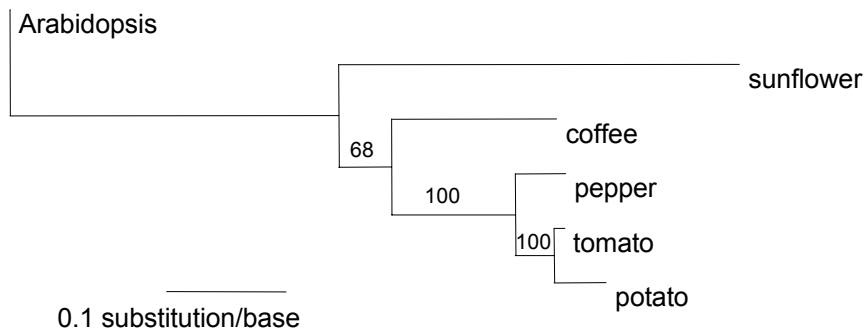 Arabidopsis
sunflower
coffee
68
pepper
100
tomato
100
potato
0.1 substitution/base